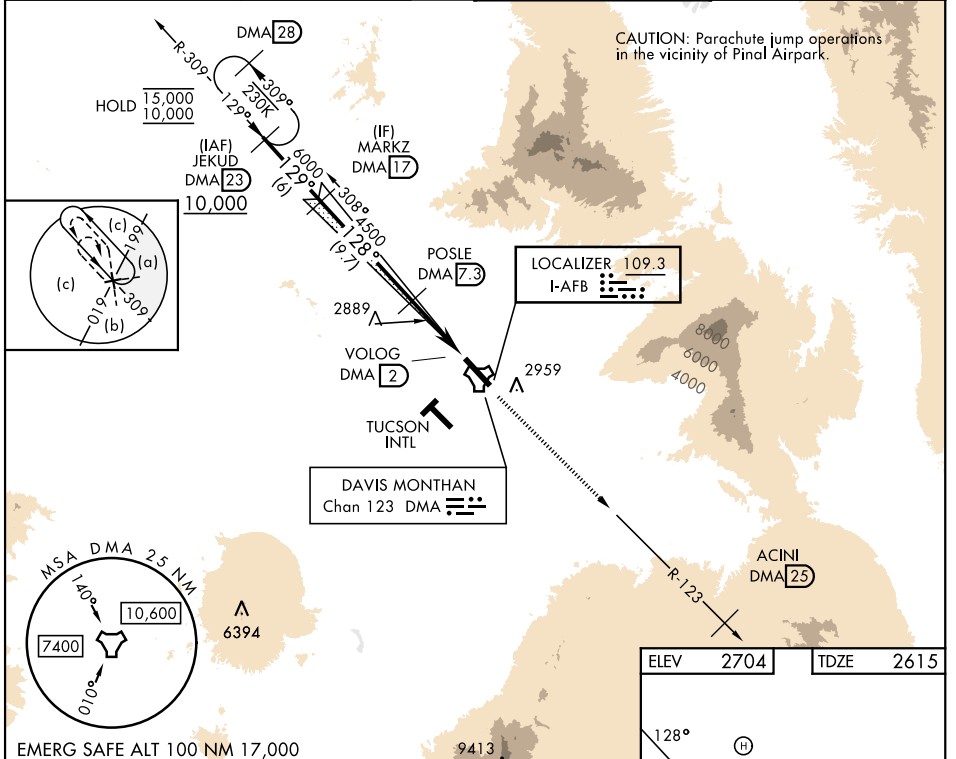 DMA 28
CAUTION: Parachute jump operations
in the vicinity of Pinal Airpark.
R-309
309°
230K
129°
HOLD 15,000
10,000
(IAF)
JEKUD
DMA 23
10,000
(IF)
MARKZ
DMA 17
6000
129°
(6)
308°
4500
128°
(9.7)
POSLE
DMA 7.3
LOCALIZER 109.3
I-AFB
(c)
199
(a)
(c)
019
(b)
309
2889
VOLOG
DMA 2
2959
8000
6000
4000
TUCSON
INTL
DAVIS MONTHAN
Chan 123 DMA
ACINI
DMA 25
R-123
MSA DMA 25 NM
140°
10,600
7400
010°
6394
ELEV 2704
TDZE 2615
128°
H
EMERG SAFE ALT 100 NM 17,000
9413